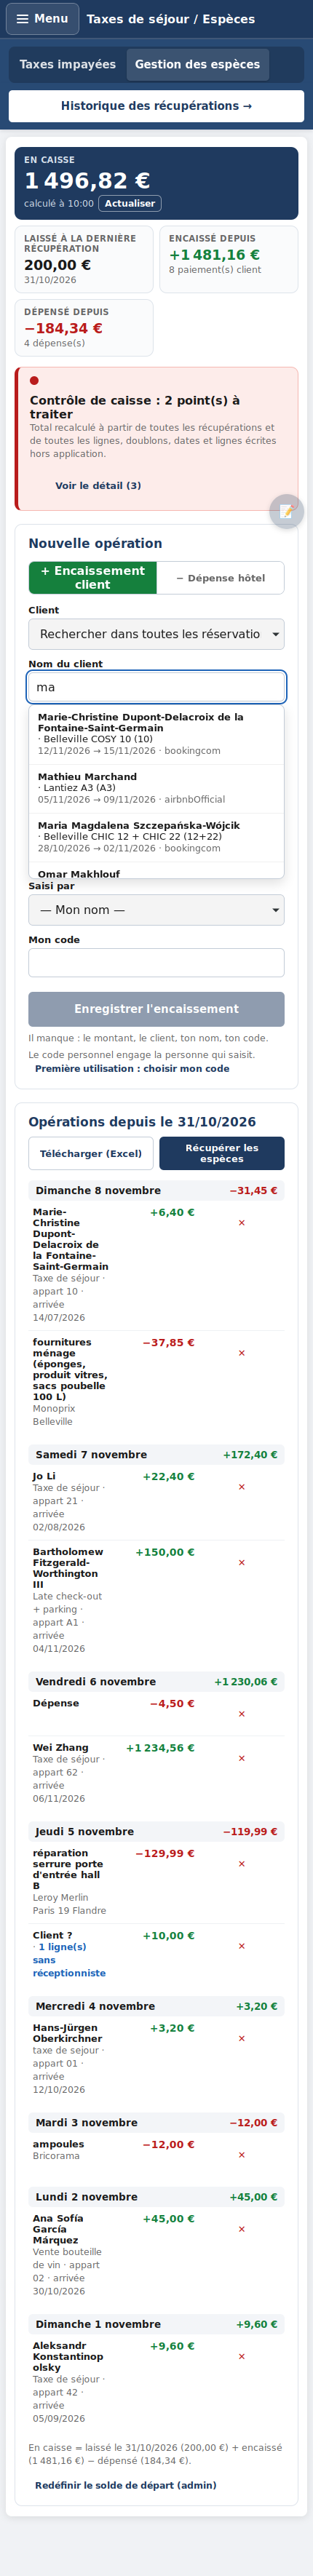 Menu
Taxes de séjour / Espèces
Taxes impayées
Gestion des espèces
Historique des récupérations →
EN CAISSE
1 496,82 €
calculé à 10:00
Actualiser
LAISSÉ À LA DERNIÈRE
RÉCUPÉRATION
200,00 €
31/10/2026
ENCAISSÉ DEPUIS
+1 481,16 €
8 paiement(s) client
DÉPENSÉ DEPUIS
−184,34 €
4 dépense(s)
Contrôle de caisse : 2 point(s) à
traiter
Total recalculé à partir de toutes les récupérations et
de toutes les lignes, doublons, dates et lignes écrites
hors application.
Voir le détail (3)
Nouvelle opération
+ Encaissement
client
− Dépense hôtel
Client
Rechercher dans toutes les réservatio
Nom du client
ma
Marie-Christine Dupont-Delacroix de la
Fontaine-Saint-Germain
· Belleville COSY 10 (10)
12/11/2026 → 15/11/2026 · bookingcom
Mathieu Marchand
· Lantiez A3 (A3)
05/11/2026 → 09/11/2026 · airbnbOfficial
Maria Magdalena Szczepańska-Wójcik
· Belleville CHIC 12 + CHIC 22 (12+22)
28/10/2026 → 02/11/2026 · bookingcom
Omar Makhlouf
Saisi par
— Mon nom —
Mon code
Enregistrer l'encaissement
Il manque : le montant, le client, ton nom, ton code.
Le code personnel engage la personne qui saisit.
Première utilisation : choisir mon code
Opérations depuis le 31/10/2026
Télécharger (Excel)
Récupérer les
espèces
Dimanche 8 novembre
−31,45 €
Marie-
Christine
Dupont-
Delacroix de
la Fontaine-
Saint-Germain
+6,40 €
×
Taxe de séjour ·
appart 10 ·
arrivée
14/07/2026
fournitures
ménage
(éponges,
produit vitres,
sacs poubelle
100 L)
−37,85 €
×
Monoprix
Belleville
Samedi 7 novembre
+172,40 €
Jo Li
+22,40 €
×
Taxe de séjour ·
appart 21 ·
arrivée
02/08/2026
Bartholomew
Fitzgerald-
Worthington
III
+150,00 €
×
Late check-out
+ parking ·
appart A1 ·
arrivée
04/11/2026
Vendredi 6 novembre
+1 230,06 €
Dépense
−4,50 €
×
Wei Zhang
+1 234,56 €
×
Taxe de séjour ·
appart 62 ·
arrivée
06/11/2026
Jeudi 5 novembre
−119,99 €
réparation
serrure porte
d'entrée hall
B
−129,99 €
×
Leroy Merlin
Paris 19 Flandre
Client ?
+10,00 €
×
· 1 ligne(s)
sans
réceptionniste
Mercredi 4 novembre
+3,20 €
Hans-Jürgen
Oberkirchner
+3,20 €
×
taxe de sejour ·
appart 01 ·
arrivée
12/10/2026
Mardi 3 novembre
−12,00 €
ampoules
−12,00 €
×
Bricorama
Lundi 2 novembre
+45,00 €
Ana Sofía
García
Márquez
+45,00 €
×
Vente bouteille
de vin · appart
02 · arrivée
30/10/2026
Dimanche 1 novembre
+9,60 €
Aleksandr
Konstantinop
olsky
+9,60 €
×
Taxe de séjour ·
appart 42 ·
arrivée
05/09/2026
En caisse = laissé le 31/10/2026 (200,00 €) + encaissé
(1 481,16 €) − dépensé (184,34 €).
Redéfinir le solde de départ (admin)